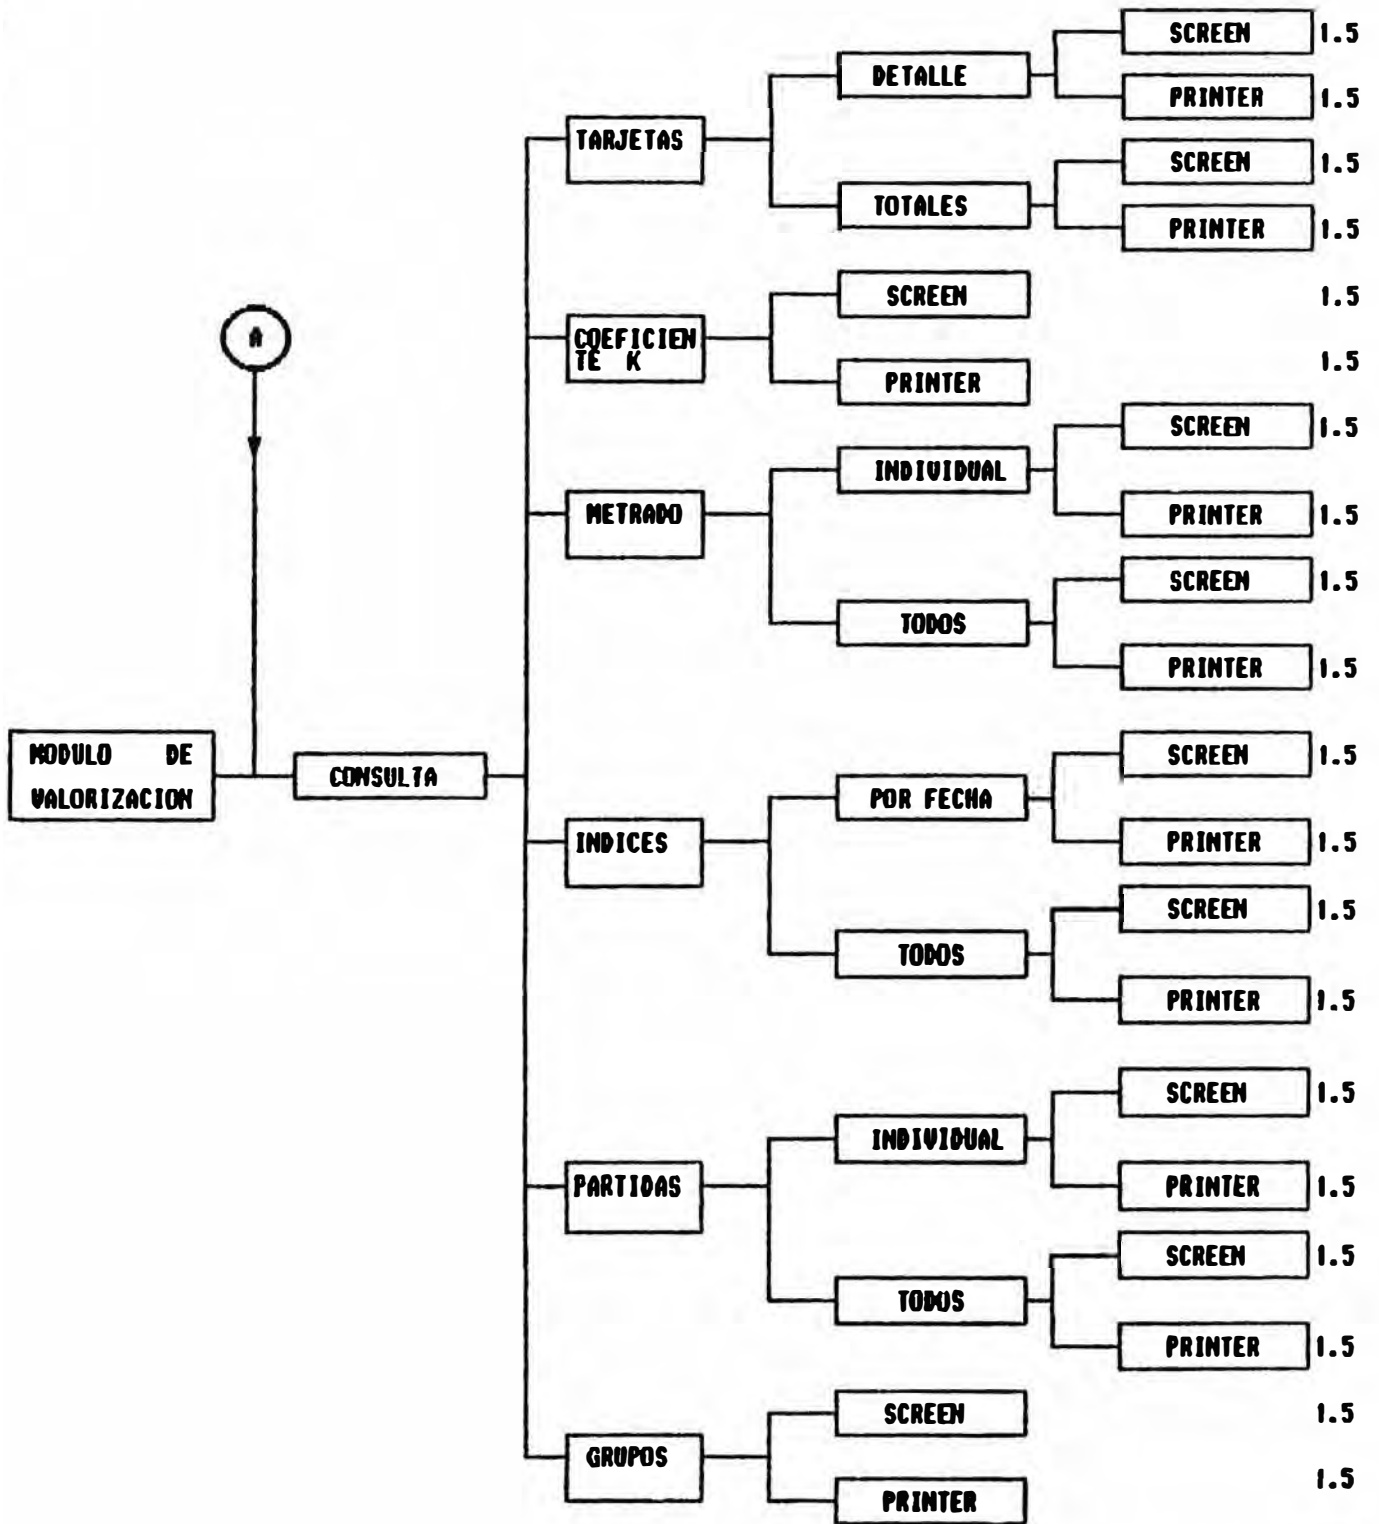 SCREEN 1.5
DETALLE
PRINTER 1.5
TARJETAS
SCREEN 1.5
TOTALES
PRINTER 1.5
SCREEN 1.5
A
COEFICIEN
TE K
PRINTER 1.5
SCREEN 1.5
INDIVIDUAL
METRADO
PRINTER 1.5
SCREEN 1.5
TODOS
PRINTER 1.5
MODULO DE
VALORIZACION
CONSULTA
SCREEN 1.5
POR FECHA
INDICES
PRINTER 1.5
SCREEN 1.5
TODOS
PRINTER 1.5
SCREEN 1.5
INDIVIDUAL
PARTIDAS
PRINTER 1.5
SCREEN 1.5
TODOS
PRINTER 1.5
SCREEN 1.5
GRUPOS
PRINTER 1.5